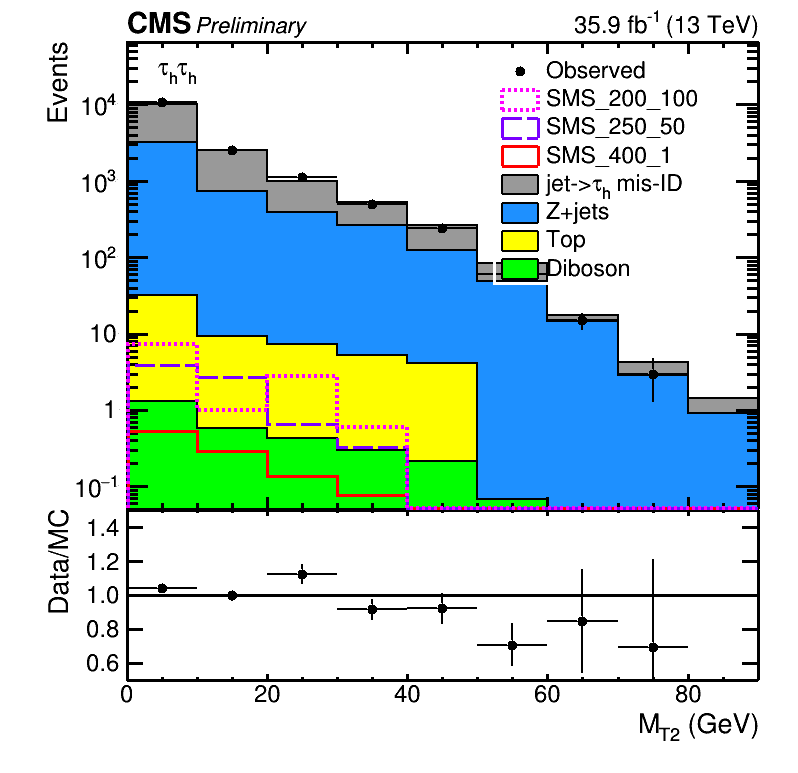 CMS Preliminary 35.9 fb⁻¹ (13 TeV)
Events
τₕτₕ
Observed
SMS_200_100
SMS_250_50
SMS_400_1
jet->τₕ mis-ID
Z+jets
Top
Diboson
10⁴
10³
10²
10
1
10⁻¹
Data/MC
1.4
1.2
1.0
0.8
0.6
0 20 40 60 80
M_T2 (GeV)